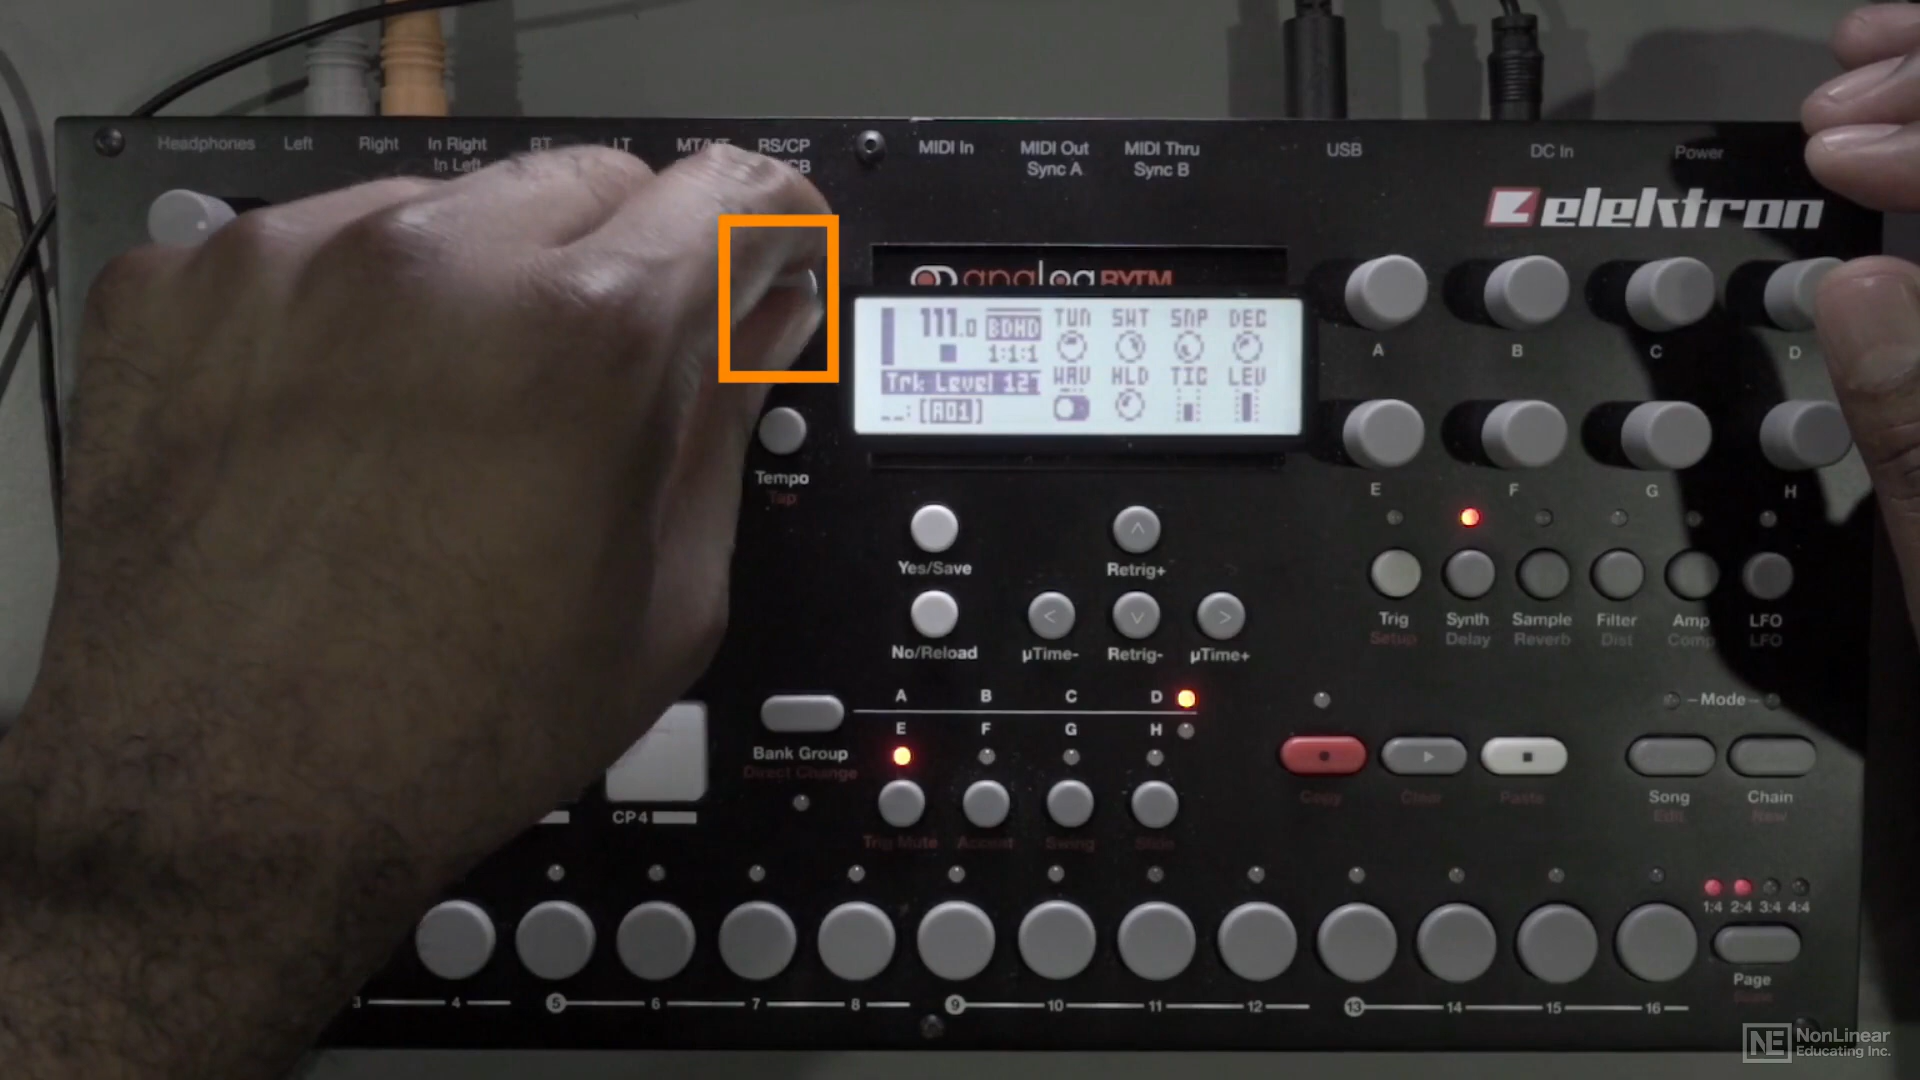 Headphones Left Right In Right BT LT MT/HT RS/CP MIDI In MIDI Out MIDI Thru USB DC In Power
In Left Sync A Sync B
elektron
analog RYTM
111.0 BDHD TUN SWT SNP DEC
1:1:1
Trk Level 127 WAV HLD TIC LEV
__: [A01]
A B C D
E F G H
Tempo
Tap
Yes/Save Retrig+
No/Reload µTime- Retrig- µTime+
Trig Synth Sample Filter Amp LFO
Setup Delay Reverb Dist Comp LFO
A B C D
E F G H
Mode
Bank Group
Direct Change
Trig Mute Accent Swing Slide
Copy Clear Paste
Song Chain
Edit New
CP4
1:4 2:4 3:4 4:4
Page
3 4 5 6 7 8 9 10 11 12 13 14 15 16
NE NonLinear
Educating Inc.